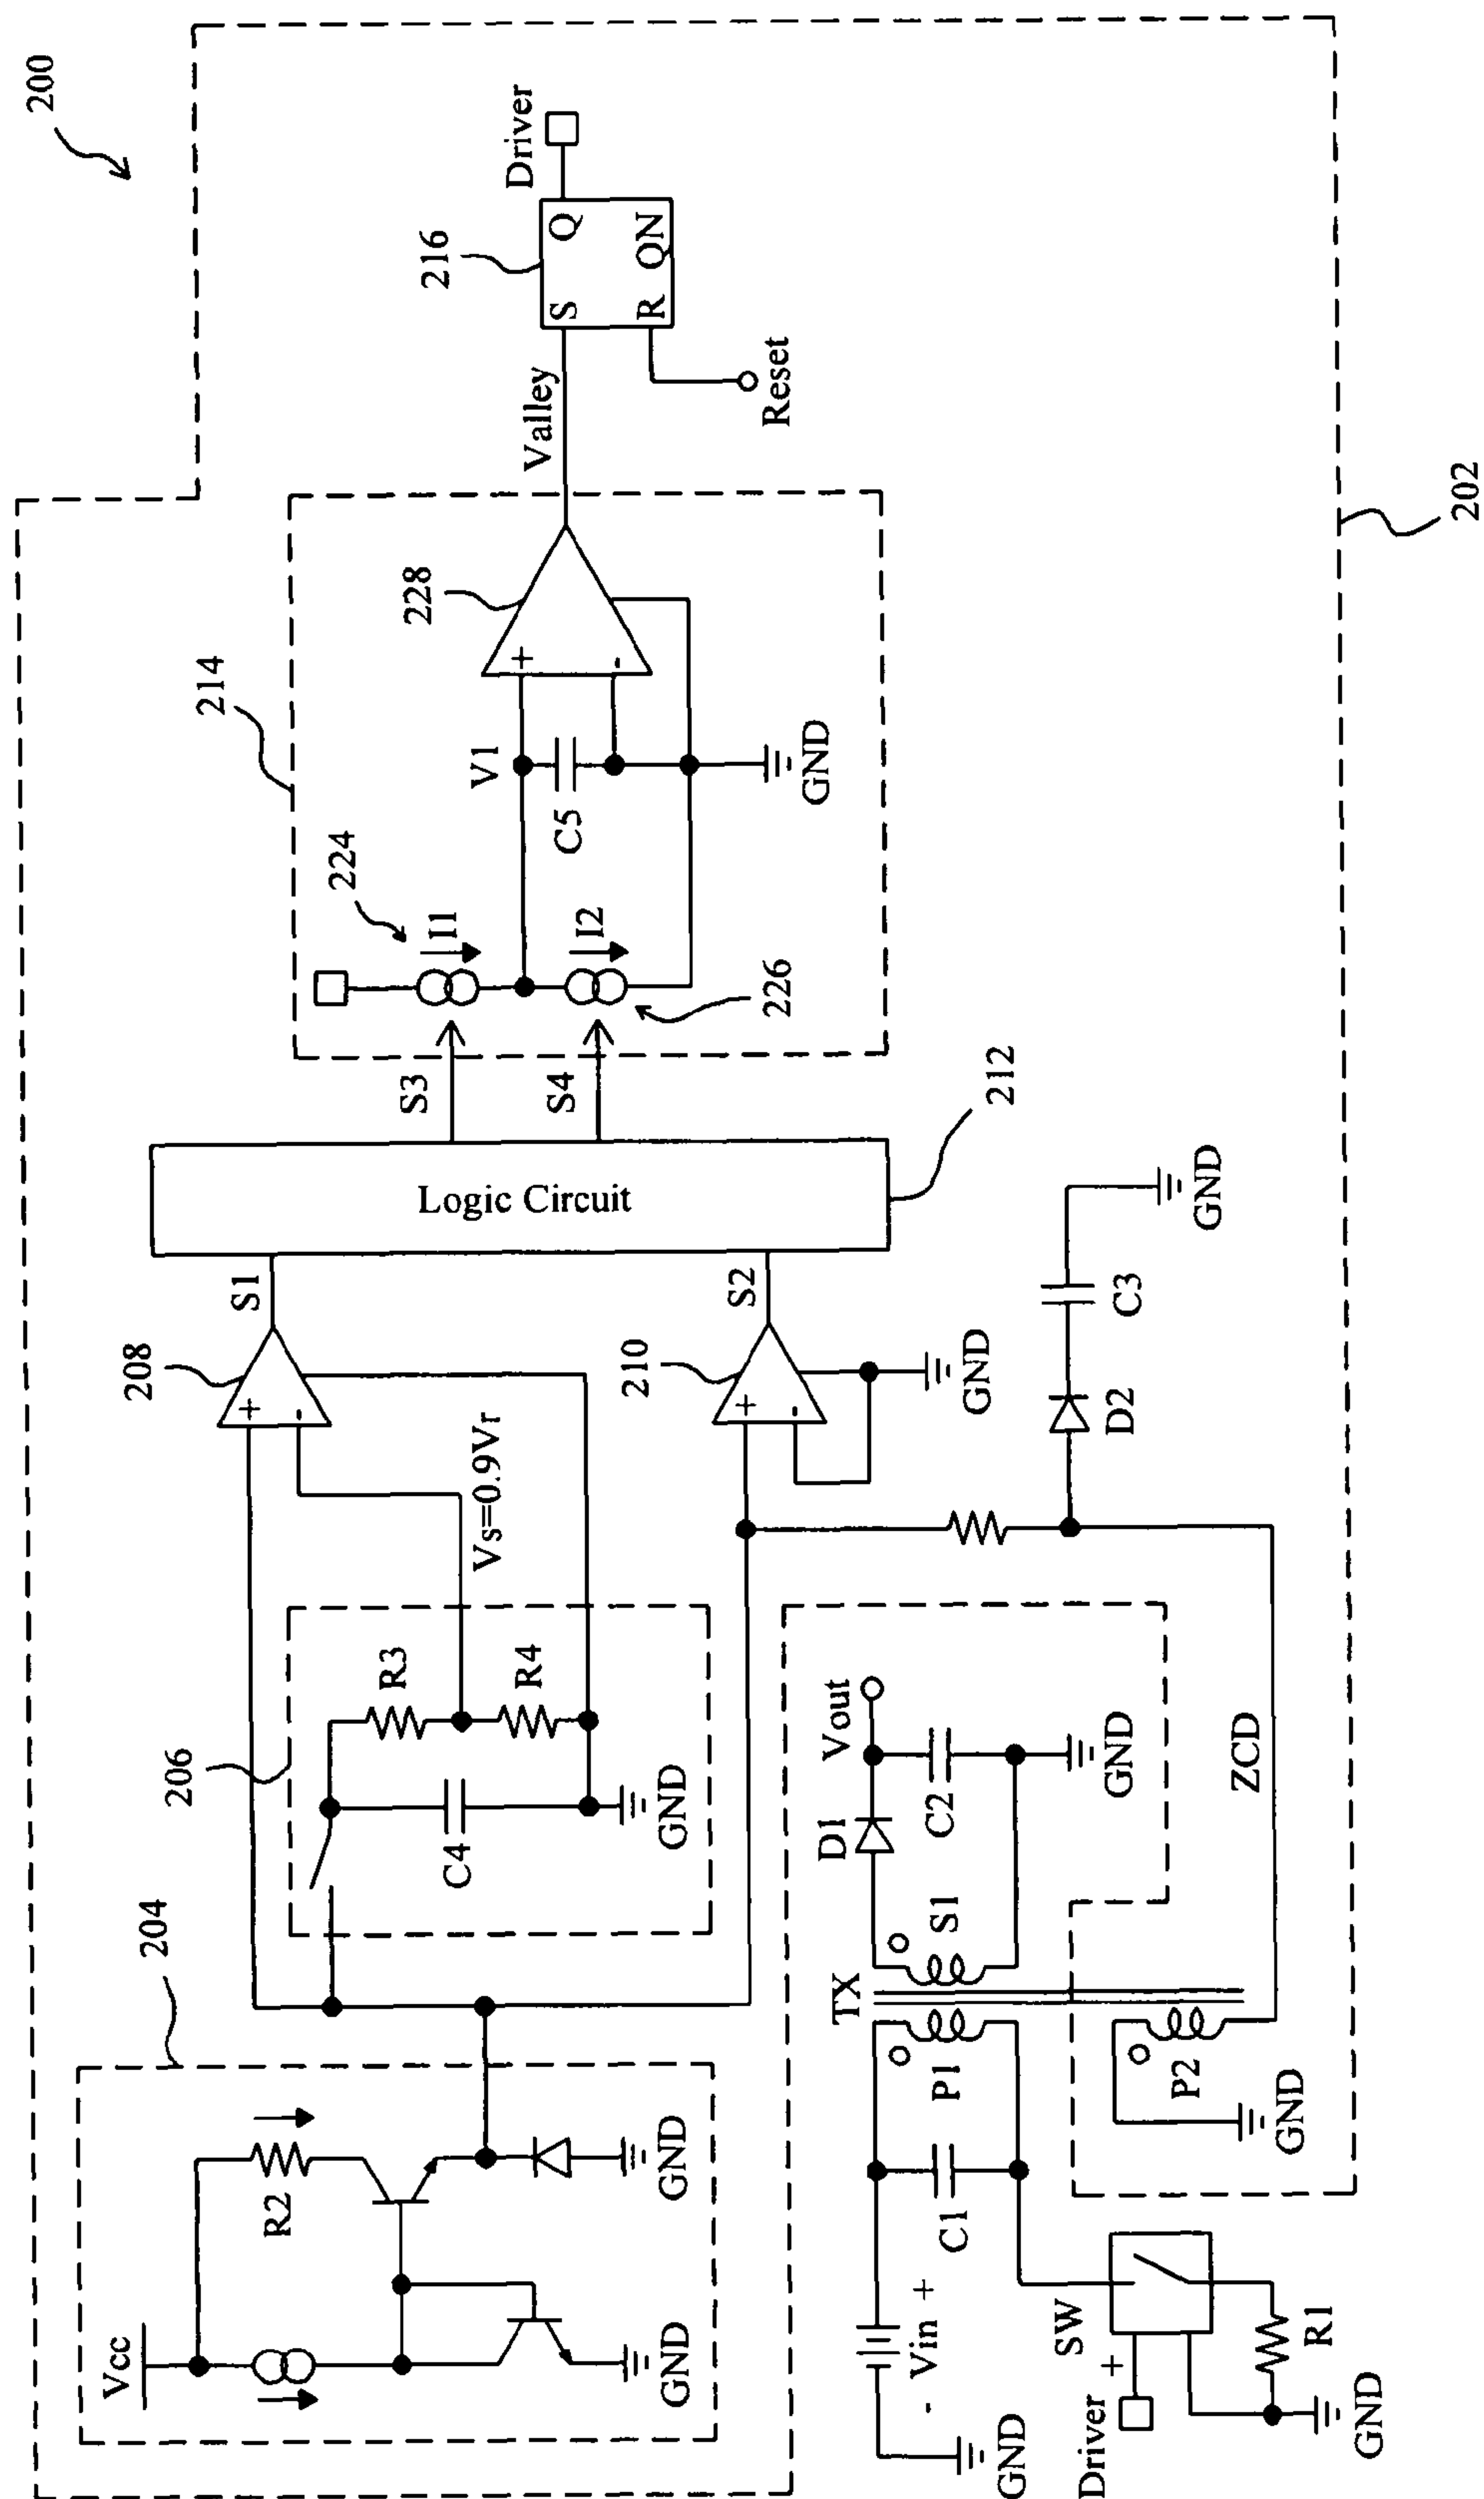 200
202
204
Vcc
R2
GND
GND
206
R3
R4
C4
GND
Vs=0.9Vr
208
+
-
S1
210
+
-
S2
GND
Logic Circuit
212
S3
S4
214
224
I1
I2
226
V1
C5
GND
228
+
-
Valley
216
S
Q
R
QN
Reset
Driver
D2
C3
GND
ZCD
TX
P1
S1
D1
Vout
C2
GND
P2
GND
C1
- Vin +
GND
SW
Driver
+
R1
GND